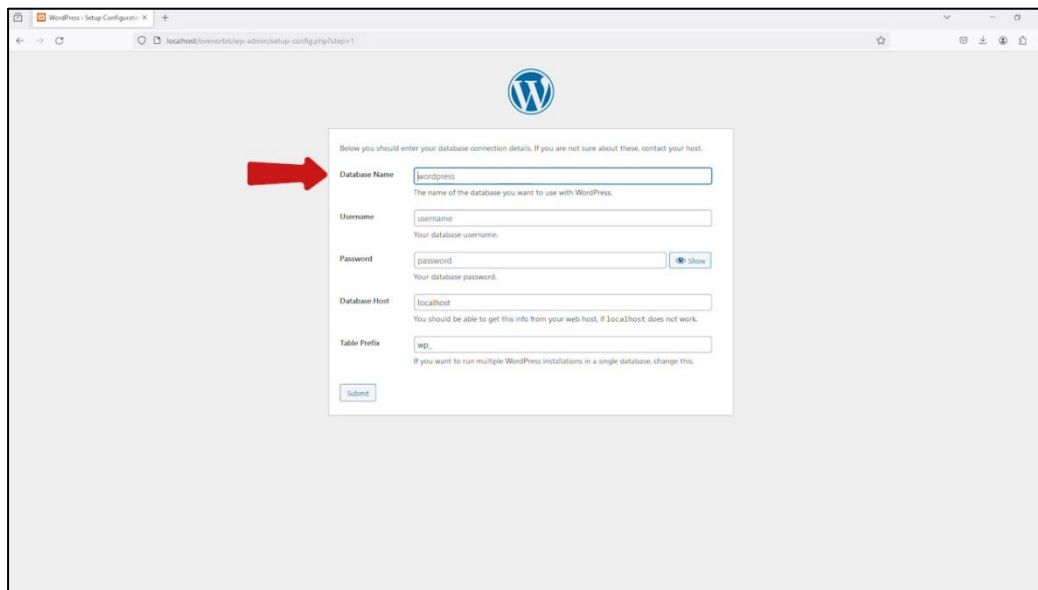 WordPress › Setup Configuratio
localhost/ovenorbit/wp-admin/setup-config.php?step=1
Below you should enter your database connection details. If you are not sure about these, contact your host.
Database Name
wordpress
The name of the database you want to use with WordPress.
Username
username
Your database username.
Password
password
Show
Your database password.
Database Host
localhost
You should be able to get this info from your web host, if localhost does not work.
Table Prefix
wp_
If you want to run multiple WordPress installations in a single database, change this.
Submit